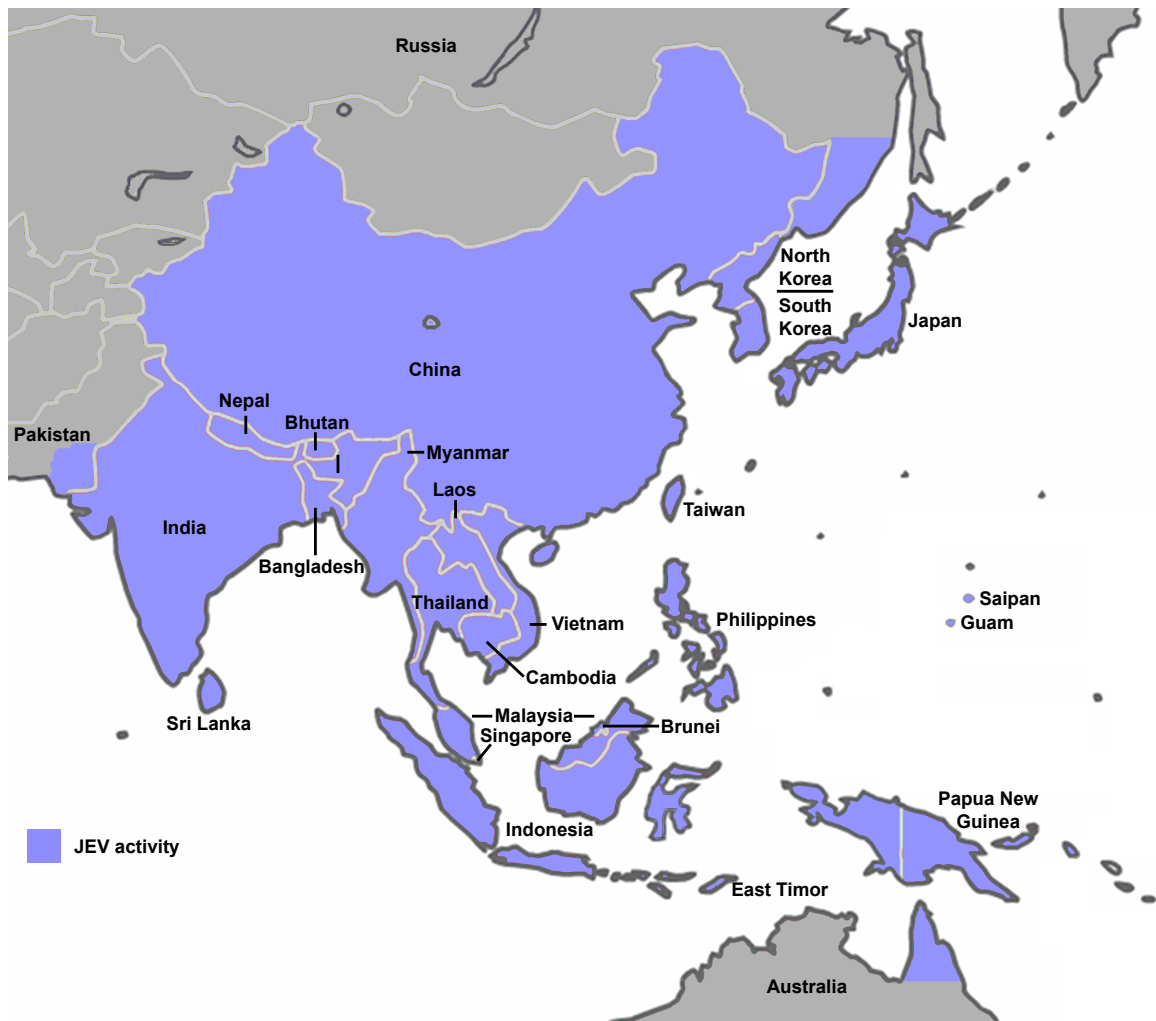 Russia
North
Korea
South
Korea
Japan
China
Nepal
Bhutan
Pakistan
Myanmar
Laos
Taiwan
India
Bangladesh
Thailand
Saipan
Philippines
Vietnam
Guam
Cambodia
Sri Lanka
Malaysia
Singapore
Brunei
Papua New
Guinea
Indonesia
JEV activity
East Timor
Australia